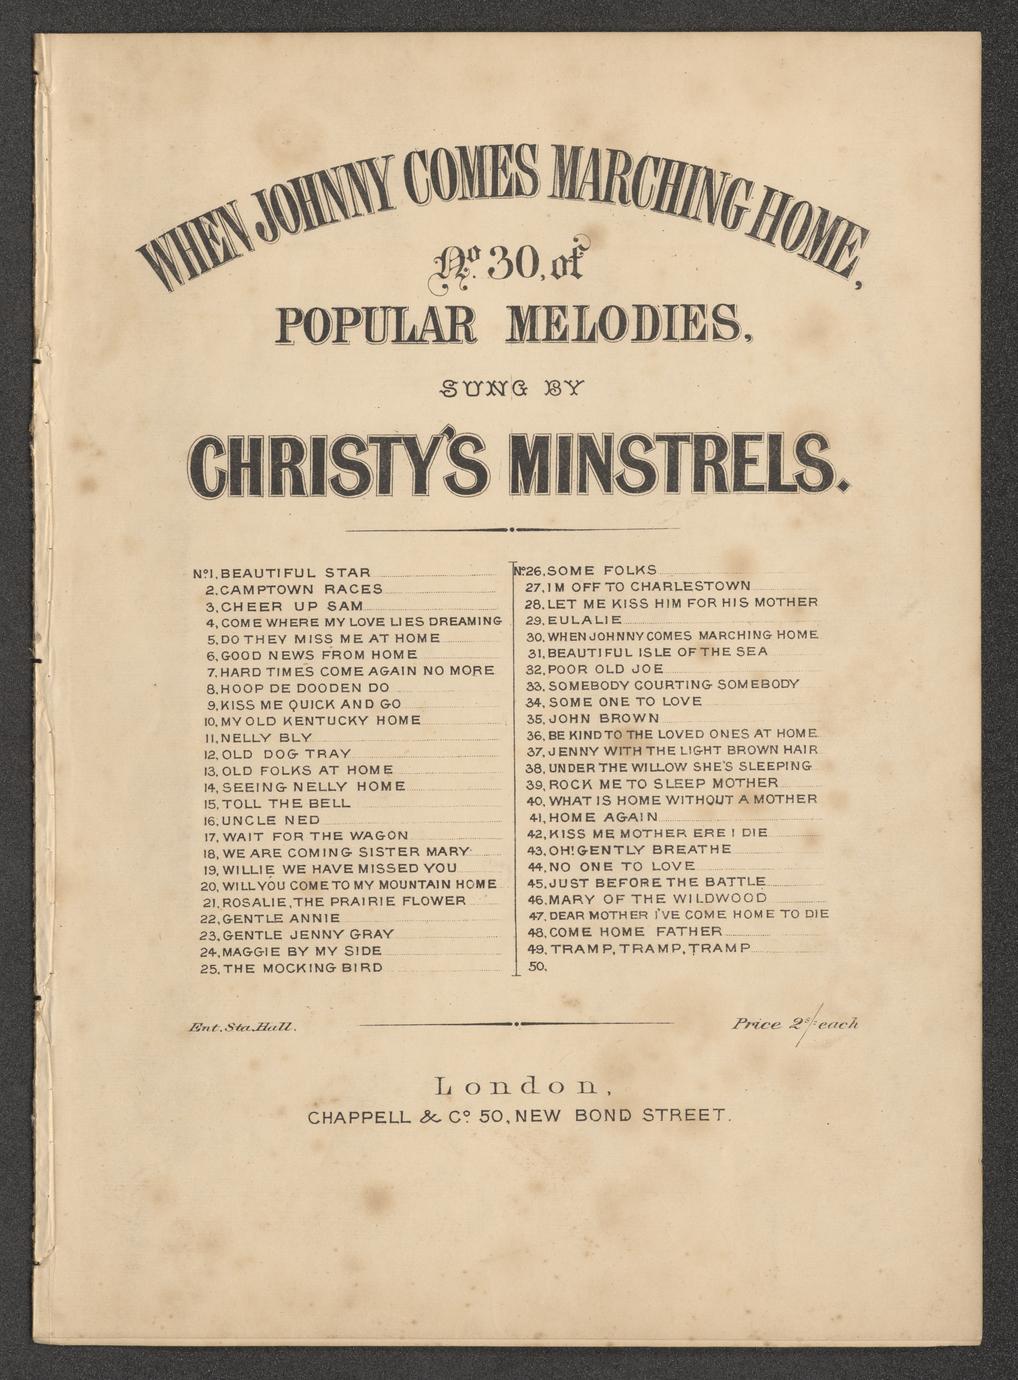 WHEN JOHNNY COMES MARCHING HOME,
No. 30, of
POPULAR MELODIES,
SUNG BY
CHRISTY'S MINSTRELS.
No. 1, BEAUTIFUL STAR
2, CAMPTOWN RACES
3, CHEER UP SAM
4, COME WHERE MY LOVE LIES DREAMING
5, DO THEY MISS ME AT HOME
6, GOOD NEWS FROM HOME
7, HARD TIMES COME AGAIN NO MORE
8, HOOP DE DOODEN DO
9, KISS ME QUICK AND GO
10, MY OLD KENTUCKY HOME
11, NELLY BLY
12, OLD DOG TRAY
13, OLD FOLKS AT HOME
14, SEEING NELLY HOME
15, TOLL THE BELL
16, UNCLE NED
17, WAIT FOR THE WAGON
18, WE ARE COMING SISTER MARY
19, WILLIE WE HAVE MISSED YOU
20, WILL YOU COME TO MY MOUNTAIN HOME
21, ROSALIE, THE PRAIRIE FLOWER
22, GENTLE ANNIE
23, GENTLE JENNY GRAY
24, MAGGIE BY MY SIDE
25, THE MOCKING BIRD
No. 26, SOME FOLKS
27, IM OFF TO CHARLESTOWN
28, LET ME KISS HIM FOR HIS MOTHER
29, EULALIE
30, WHEN JOHNNY COMES MARCHING HOME
31, BEAUTIFUL ISLE OF THE SEA
32, POOR OLD JOE
33, SOMEBODY COURTING SOMEBODY
34, SOME ONE TO LOVE
35, JOHN BROWN
36, BE KIND TO THE LOVED ONES AT HOME
37, JENNY WITH THE LIGHT BROWN HAIR
38, UNDER THE WILLOW SHE'S SLEEPING
39, ROCK ME TO SLEEP MOTHER
40, WHAT IS HOME WITHOUT A MOTHER
41, HOME AGAIN
42, KISS ME MOTHER ERE I DIE
43, OH! GENTLY BREATHE
44, NO ONE TO LOVE
45, JUST BEFORE THE BATTLE
46, MARY OF THE WILDWOOD
47, DEAR MOTHER I'VE COME HOME TO DIE
48, COME HOME FATHER
49, TRAMP, TRAMP, TRAMP
50,
Ent. Sta. Hall.
Price 2s/= each
London,
CHAPPELL & Co. 50, NEW BOND STREET.